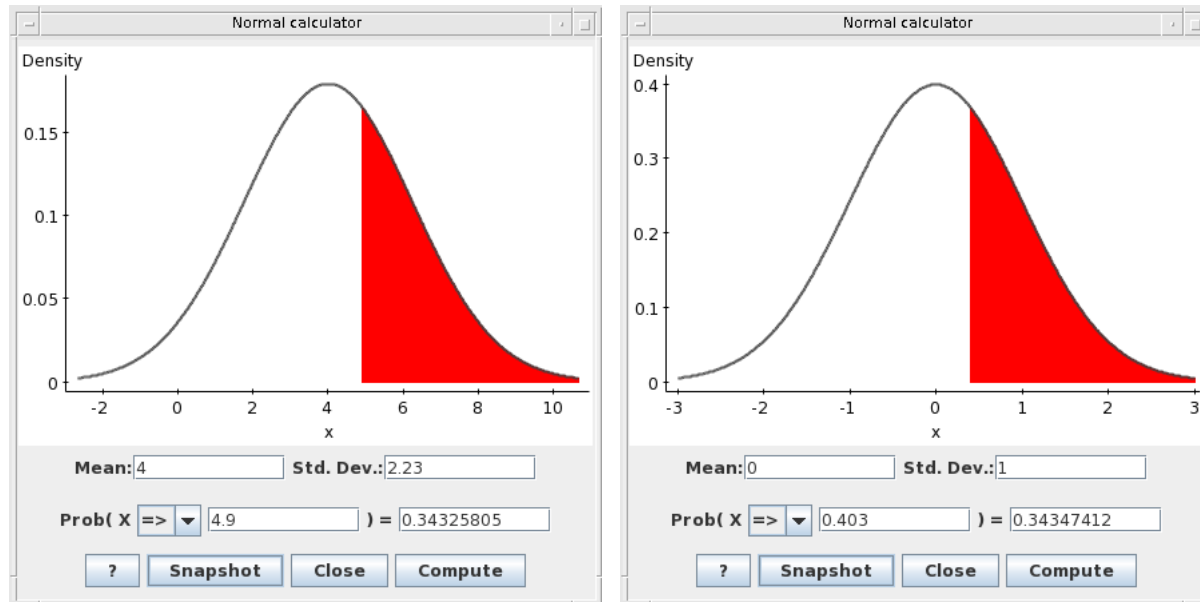 Normal calculator
Density
0.15
0.1
0.05
0
-2 0 2 4 6 8 10
x
Mean: 4 Std. Dev.: 2.23
Prob( X => 4.9 ) = 0.34325805
? Snapshot Close Compute
Normal calculator
Density
0.4
0.3
0.2
0.1
0
-3 -2 -1 0 1 2 3
x
Mean: 0 Std. Dev.: 1
Prob( X => 0.403 ) = 0.34347412
? Snapshot Close Compute